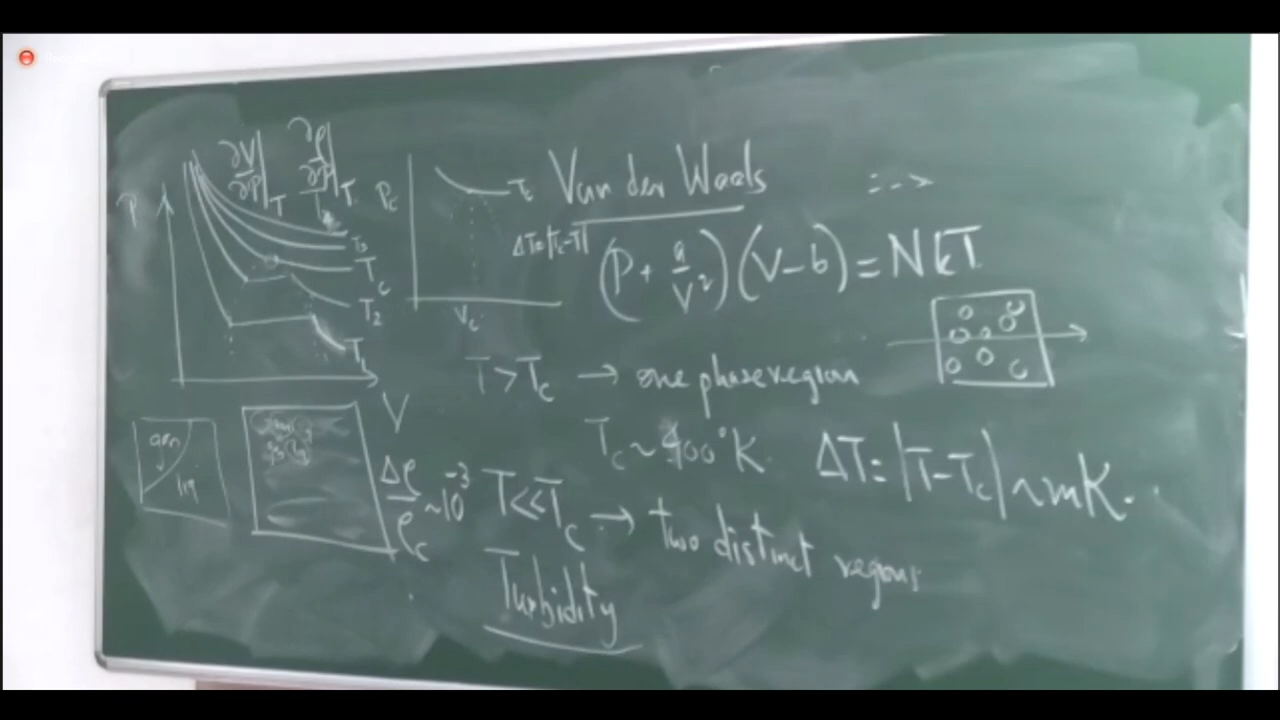 ∂V/∂P|T ∂ρ/∂P|T
P
T3
Tc
T2
T1
V
Pc
Tc
ΔT=|Tc-T|
Vc
Van der Waals
(P + a/V²)(V-b) = NkT
T > Tc → one phase region
Tc ~ 400°K ΔT = |T-Tc| ~ mK.
T << Tc → two distinct regions
gas
liq
Δρ/ρc ~10⁻³
Turbidity